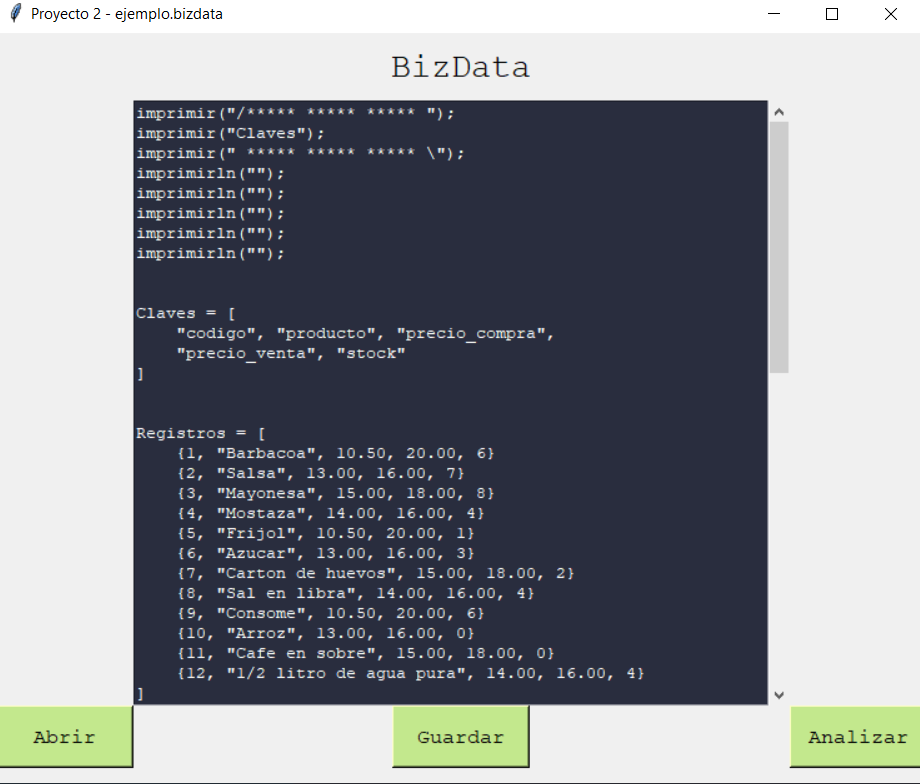 Proyecto 2 - ejemplo.bizdata
BizData
imprimir("/***** ***** ***** ");
imprimir("Claves");
imprimir(" ***** ***** ***** \");
imprimirln("");
imprimirln("");
imprimirln("");
imprimirln("");
imprimirln("");
Claves = [
    "codigo", "producto", "precio_compra",
    "precio_venta", "stock"
]
Registros = [
    {1, "Barbacoa", 10.50, 20.00, 6}
    {2, "Salsa", 13.00, 16.00, 7}
    {3, "Mayonesa", 15.00, 18.00, 8}
    {4, "Mostaza", 14.00, 16.00, 4}
    {5, "Frijol", 10.50, 20.00, 1}
    {6, "Azucar", 13.00, 16.00, 3}
    {7, "Carton de huevos", 15.00, 18.00, 2}
    {8, "Sal en libra", 14.00, 16.00, 4}
    {9, "Consome", 10.50, 20.00, 6}
    {10, "Arroz", 13.00, 16.00, 0}
    {11, "Cafe en sobre", 15.00, 18.00, 0}
    {12, "1/2 litro de agua pura", 14.00, 16.00, 4}
]
Abrir Guardar Analizar